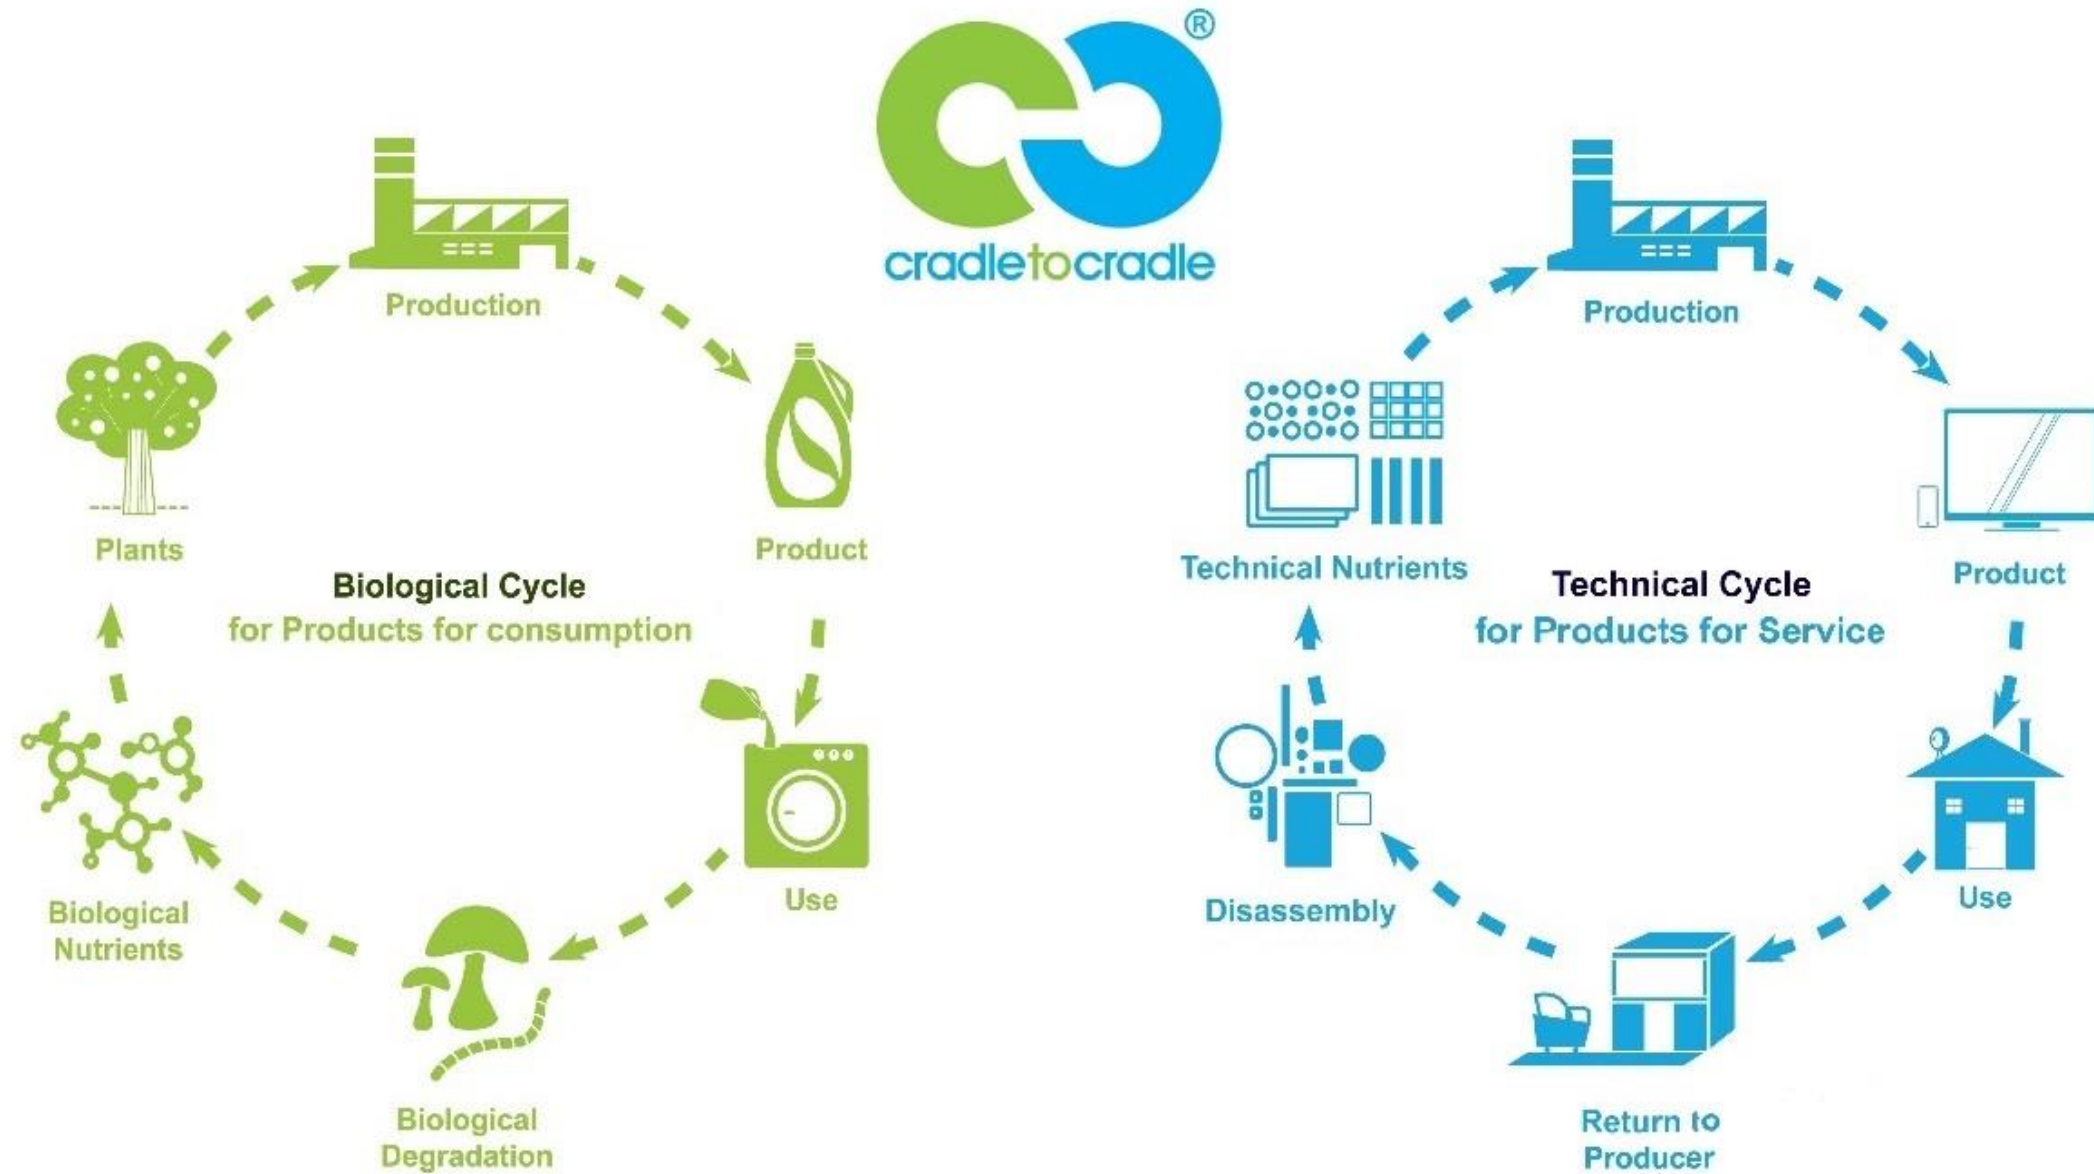 ®
cradletocradle
Production
Plants
Product
Biological Cycle
for Products for consumption
Use
Biological
Nutrients
Biological
Degradation
Production
Technical Nutrients
Product
Technical Cycle
for Products for Service
Disassembly
Use
Return to
Producer